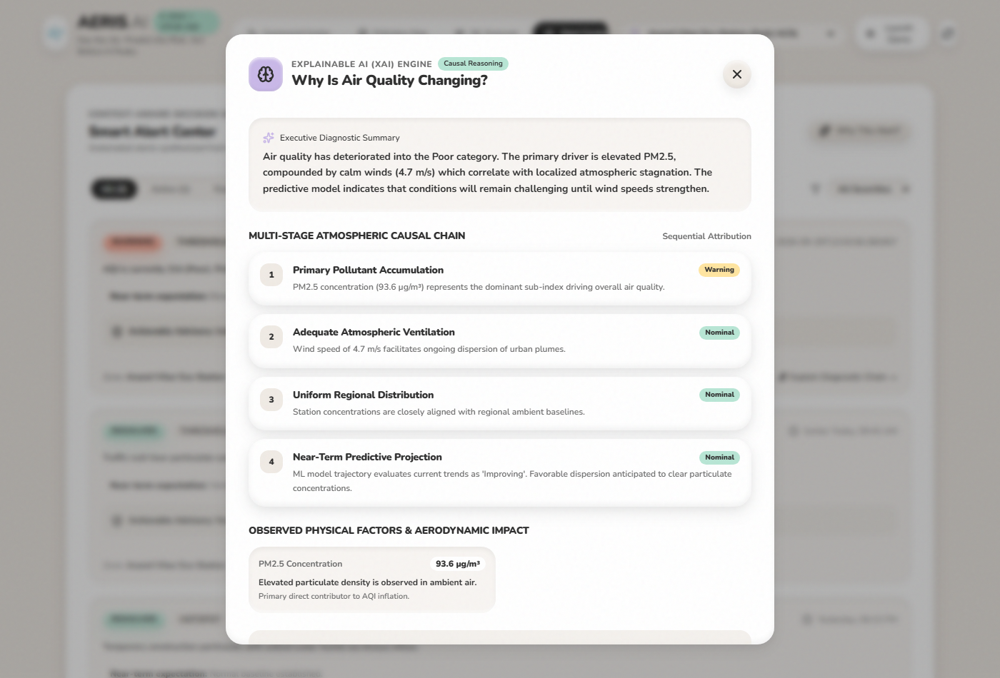 AERIS.AI
EXPLAINABLE AI (XAI) ENGINE Causal Reasoning
Why Is Air Quality Changing?
Smart Alert Center
Executive Diagnostic Summary
Air quality has deteriorated into the Poor category. The primary driver is elevated PM2.5,
compounded by calm winds (4.7 m/s) which correlate with localized atmospheric stagnation. The
predictive model indicates that conditions will remain challenging until wind speeds strengthen.
MULTI-STAGE ATMOSPHERIC CAUSAL CHAIN Sequential Attribution
1 Primary Pollutant Accumulation Warning
PM2.5 concentration (93.6 µg/m³) represents the dominant sub-index driving overall air quality.
2 Adequate Atmospheric Ventilation Nominal
Wind speed of 4.7 m/s facilitates ongoing dispersion of urban plumes.
3 Uniform Regional Distribution Nominal
Station concentrations are closely aligned with regional ambient baselines.
4 Near-Term Predictive Projection Nominal
ML model trajectory evaluates current trends as 'Improving'. Favorable dispersion anticipated to clear particulate
concentrations.
OBSERVED PHYSICAL FACTORS & AERODYNAMIC IMPACT
PM2.5 Concentration 93.6 µg/m³
Elevated particulate density is observed in ambient air.
Primary direct contributor to AQI inflation.